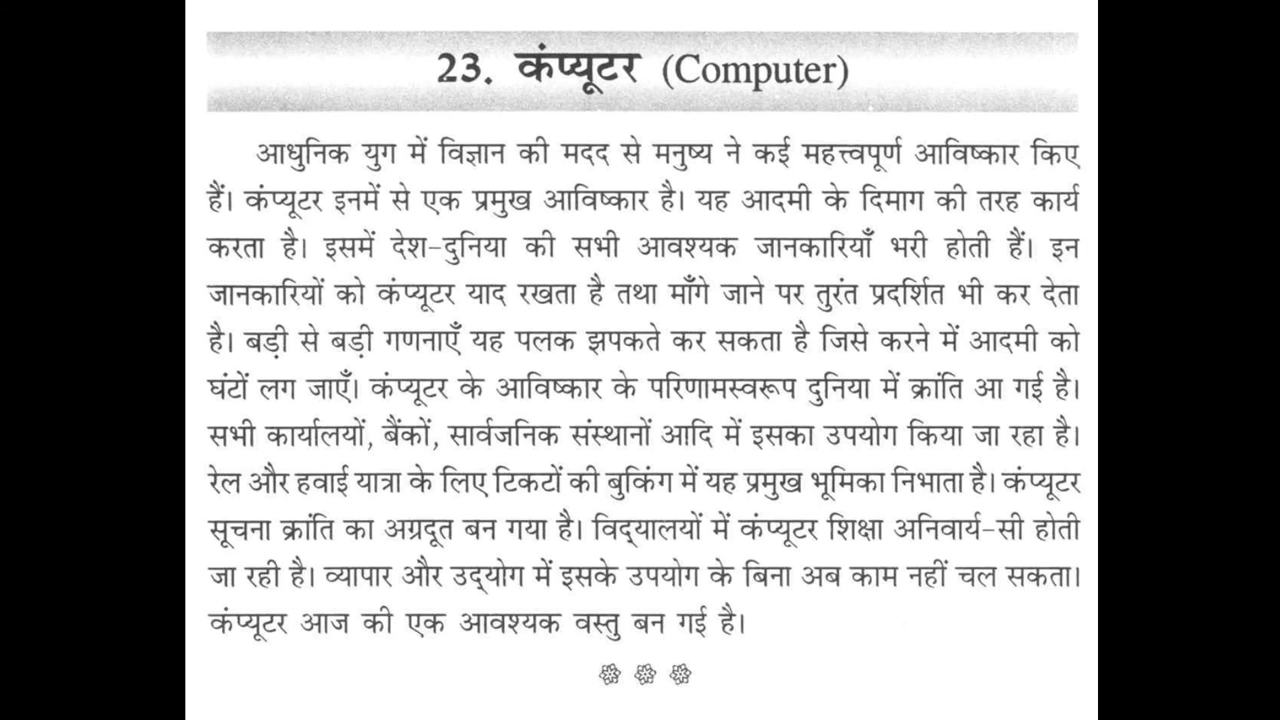 23. कंप्यूटर (Computer)
आधुनिक युग में विज्ञान की मदद से मनुष्य ने कई महत्त्वपूर्ण आविष्कार किए
हैं। कंप्यूटर इनमें से एक प्रमुख आविष्कार है। यह आदमी के दिमाग की तरह कार्य
करता है। इसमें देश-दुनिया की सभी आवश्यक जानकारियाँ भरी होती हैं। इन
जानकारियों को कंप्यूटर याद रखता है तथा माँगे जाने पर तुरंत प्रदर्शित भी कर देता
है। बड़ी से बड़ी गणनाएँ यह पलक झपकते कर सकता है जिसे करने में आदमी को
घंटों लग जाएँ। कंप्यूटर के आविष्कार के परिणामस्वरूप दुनिया में क्रांति आ गई है।
सभी कार्यालयों, बैंकों, सार्वजनिक संस्थानों आदि में इसका उपयोग किया जा रहा है।
रेल और हवाई यात्रा के लिए टिकटों की बुकिंग में यह प्रमुख भूमिका निभाता है। कंप्यूटर
सूचना क्रांति का अग्रदूत बन गया है। विद्‌यालयों में कंप्यूटर शिक्षा अनिवार्य-सी होती
जा रही है। व्यापार और उद्‌योग में इसके उपयोग के बिना अब काम नहीं चल सकता।
कंप्यूटर आज की एक आवश्यक वस्तु बन गई है।